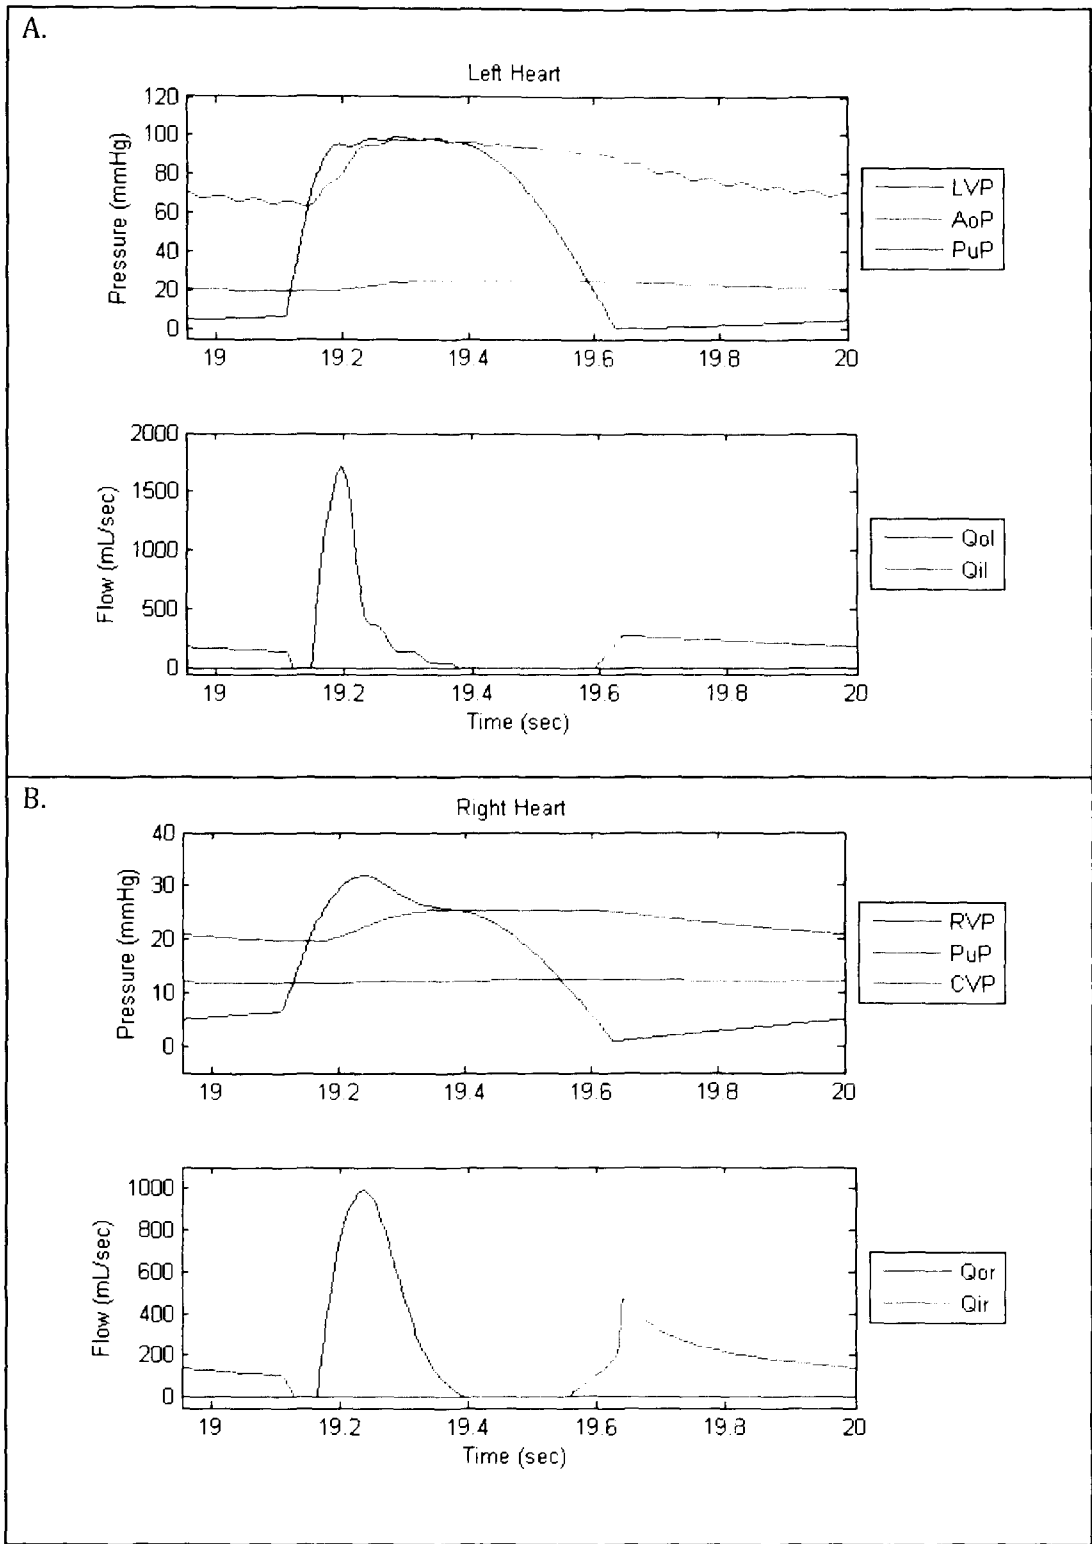 A.
Left Heart
Pressure (mmHg)
120
100
80
60
40
20
0
19
19.2
19.4
19.6
19.8
20
LVP
AoP
PuP
Flow (mL/sec)
2000
1500
1000
500
0
19
19.2
19.4
19.6
19.8
20
Time (sec)
Qol
Qil
B.
Right Heart
Pressure (mmHg)
40
30
20
10
0
19
19.2
19.4
19.6
19.8
20
RVP
PuP
CVP
Flow (mL/sec)
1000
800
600
400
200
0
19
19.2
19.4
19.6
19.8
20
Time (sec)
Qor
Qir